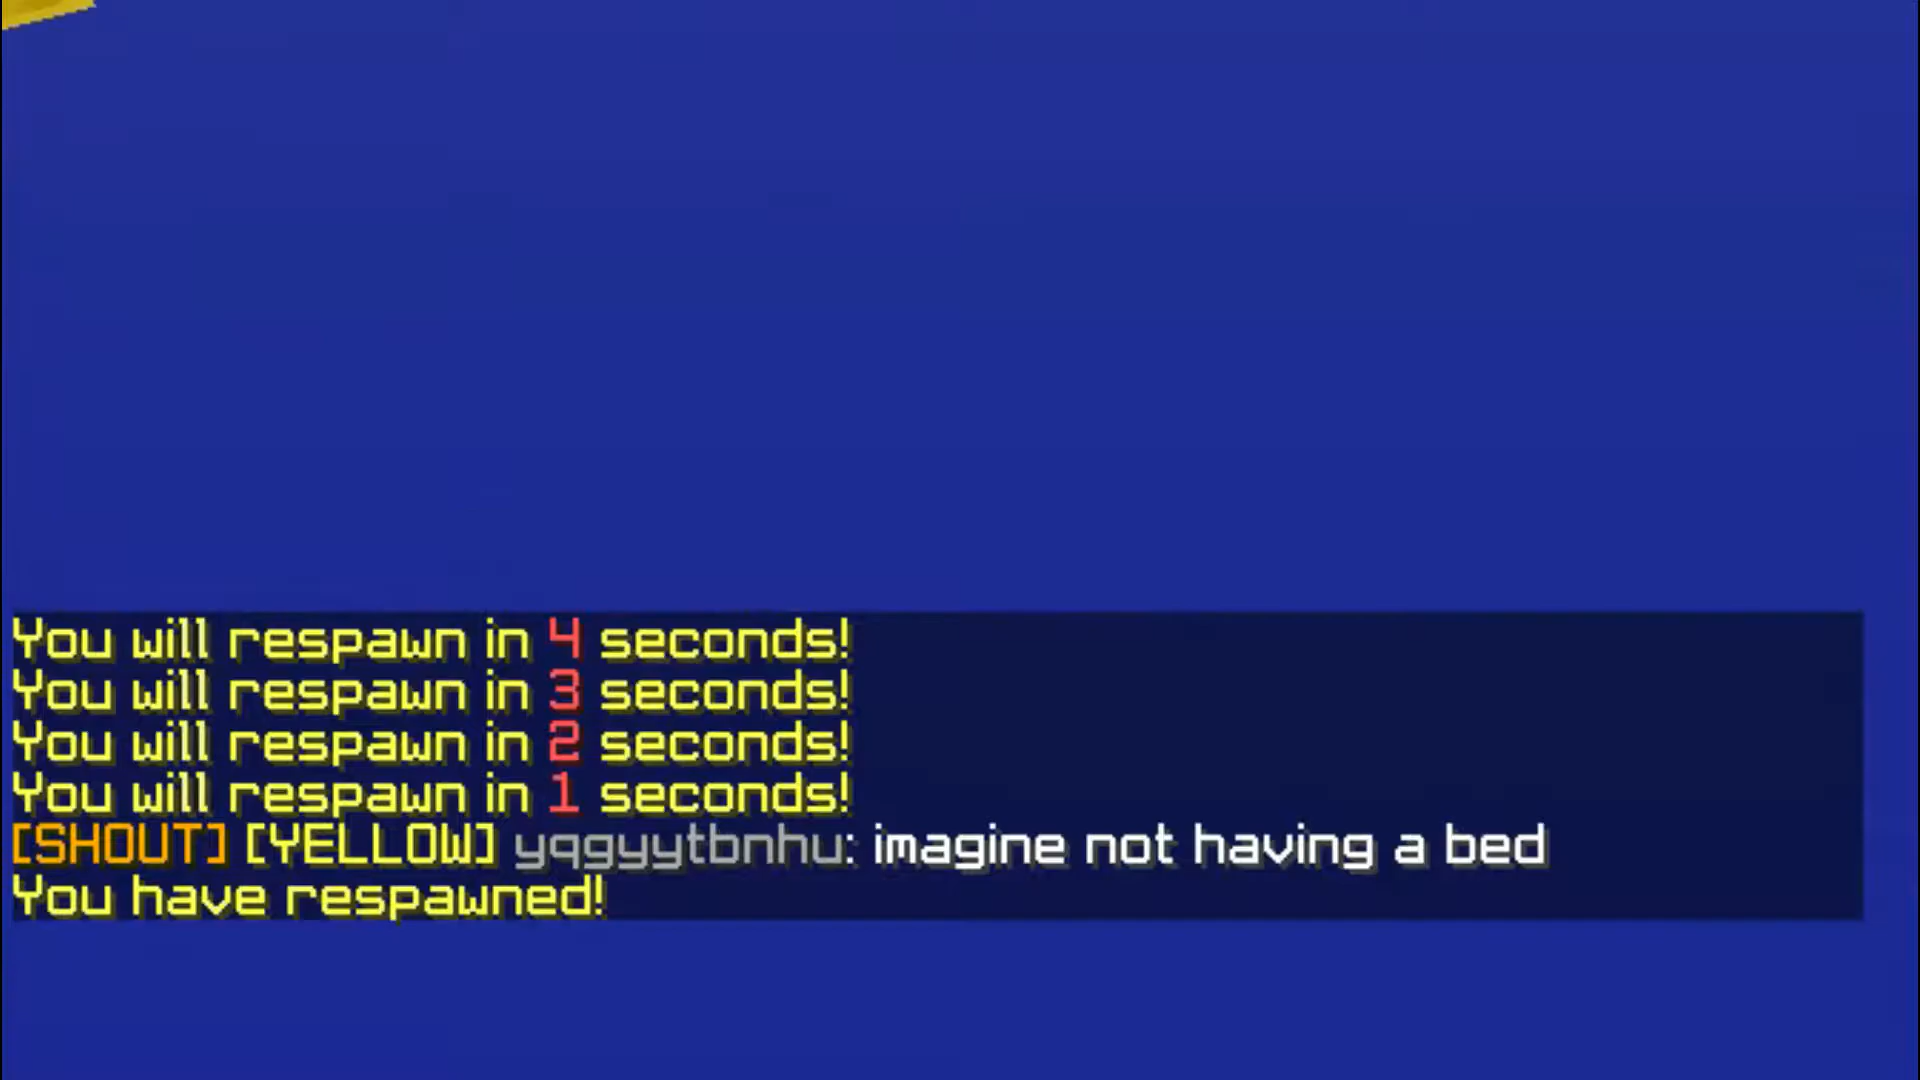 You will respawn in 4 seconds!
You will respawn in 3 seconds!
You will respawn in 2 seconds!
You will respawn in 1 seconds!
[SHOUT] [YELLOW] yqgyytbnhu: imagine not having a bed
You have respawned!